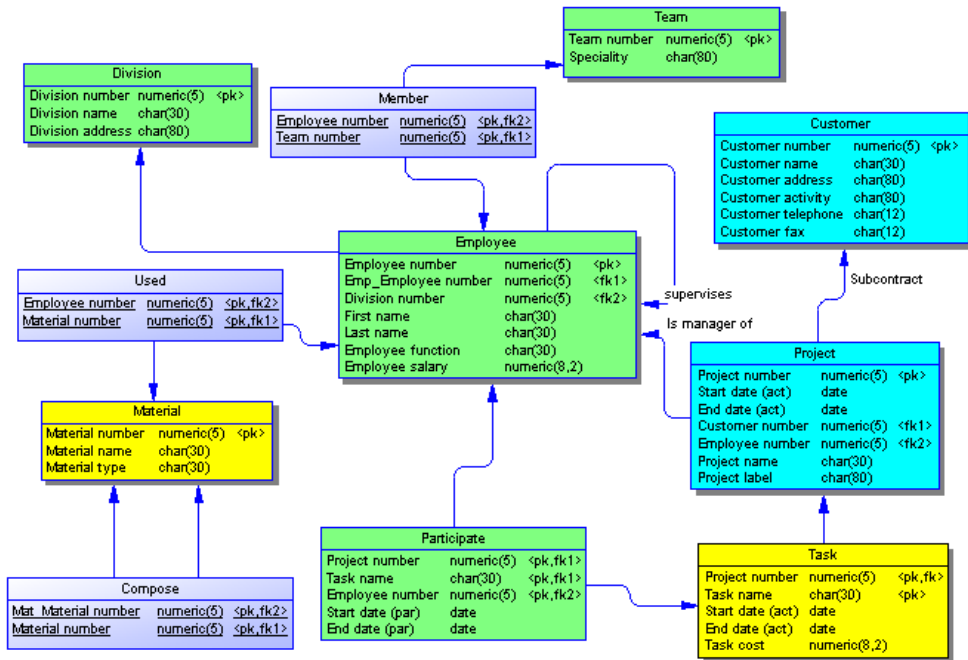 Team
Team number numeric(5) <pk>
Speciality char(80)
Division
Division number numeric(5) <pk>
Division name char(30)
Division address char(80)
Member
Employee number numeric(5) <pk,fk2>
Team number numeric(5) <pk,fk1>
Customer
Customer number numeric(5) <pk>
Customer name char(30)
Customer address char(80)
Customer activity char(80)
Customer telephone char(12)
Customer fax char(12)
Employee
Employee number numeric(5) <pk>
Emp_Employee number numeric(5) <fk1>
Division number numeric(5) <fk2>
First name char(30)
Last name char(30)
Employee function char(30)
Employee salary numeric(8,2)
Used
Employee number numeric(5) <pk,fk2>
Material number numeric(5) <pk,fk1>
Subcontract
supervises
Is manager of
Project
Project number numeric(5) <pk>
Start date (act) date
End date (act) date
Customer number numeric(5) <fk1>
Employee number numeric(5) <fk2>
Project name char(30)
Project label char(80)
Material
Material number numeric(5) <pk>
Material name char(30)
Material type char(30)
Participate
Project number numeric(5) <pk,fk1>
Task name char(30) <pk,fk1>
Employee number numeric(5) <pk,fk2>
Start date (par) date
End date (par) date
Task
Project number numeric(5) <pk,fk>
Task name char(30) <pk>
Start date (act) date
End date (act) date
Task cost numeric(8,2)
Compose
Mat_Material number numeric(5) <pk,fk2>
Material number numeric(5) <pk,fk1>